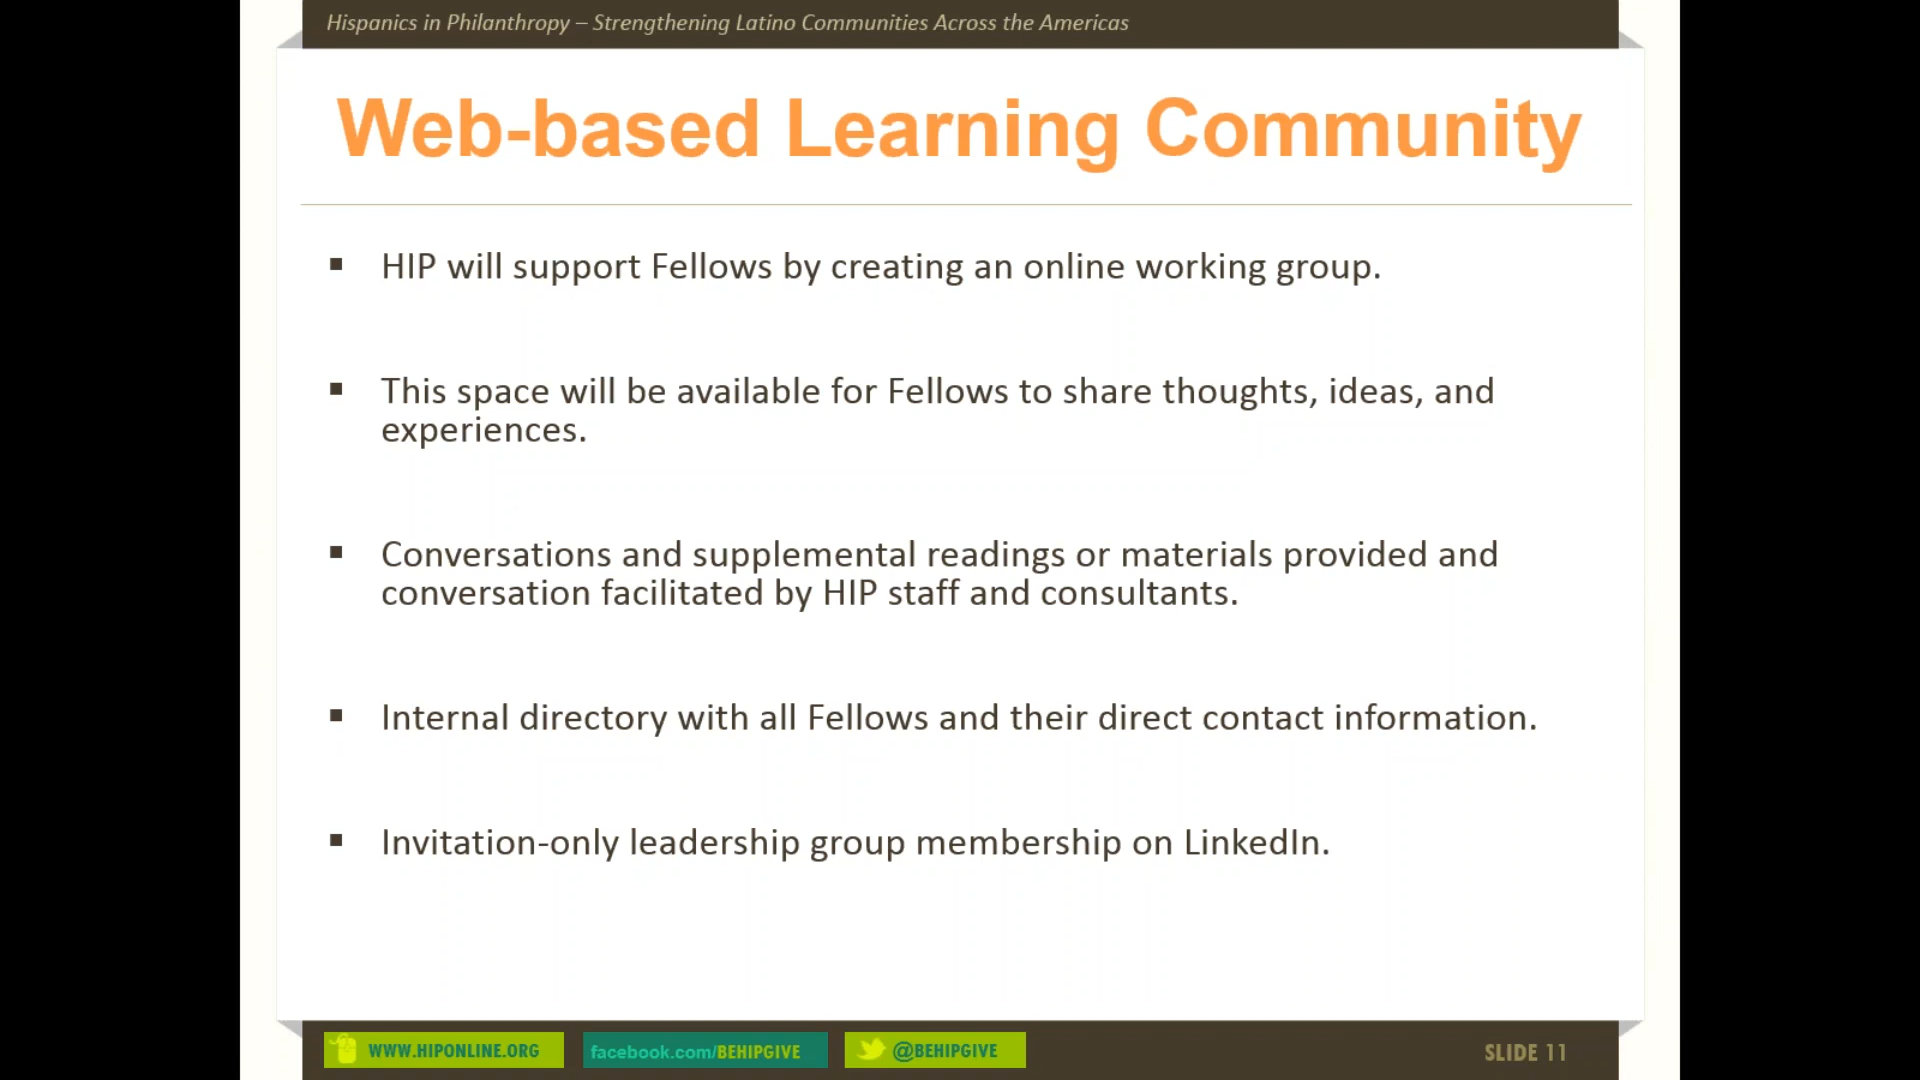 Hispanics in Philanthropy – Strengthening Latino Communities Across the Americas
Web-based Learning Community
▪ HIP will support Fellows by creating an online working group.
▪ This space will be available for Fellows to share thoughts, ideas, and
experiences.
▪ Conversations and supplemental readings or materials provided and
conversation facilitated by HIP staff and consultants.
▪ Internal directory with all Fellows and their direct contact information.
▪ Invitation-only leadership group membership on LinkedIn.
WWW.HIPONLINE.ORG
facebook.com/BEHIPGIVE
@BEHIPGIVE
SLIDE 11